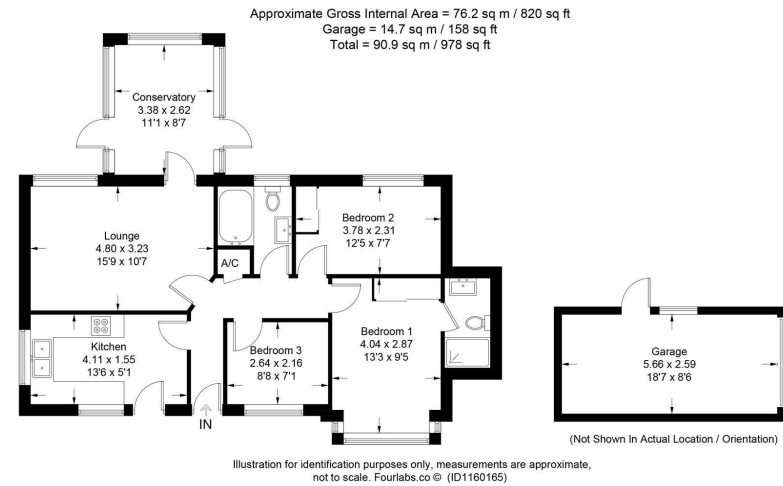 Approximate Gross Internal Area = 76.2 sq m / 820 sq ft
Garage = 14.7 sq m / 158 sq ft
Total = 90.9 sq m / 978 sq ft
Conservatory
3.38 x 2.62
11'1 x 8'7
Lounge
4.80 x 3.23
15'9 x 10'7
A/C
Bedroom 2
3.78 x 2.31
12'5 x 7'7
Kitchen
4.11 x 1.55
13'6 x 5'1
Bedroom 3
2.64 x 2.16
8'8 x 7'1
Bedroom 1
4.04 x 2.87
13'3 x 9'5
Garage
5.66 x 2.59
18'7 x 8'6
IN
(Not Shown In Actual Location / Orientation)
Illustration for identification purposes only, measurements are approximate,
not to scale. Fourlabs.co © (ID1160165)